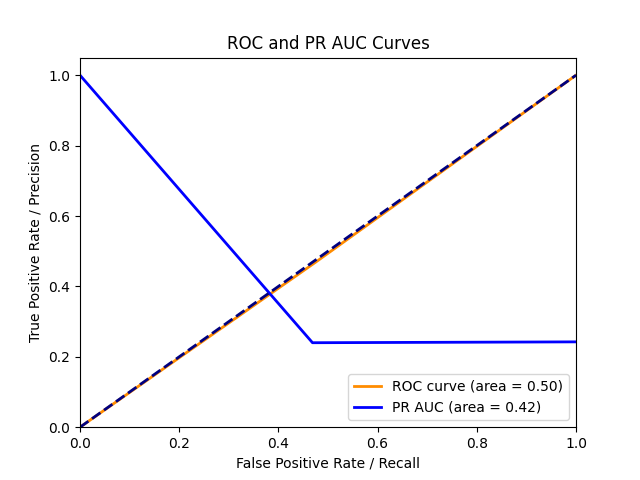 ROC and PR AUC Curves
True Positive Rate / Precision
1.0
0.8
0.6
0.4
0.2
0.0
ROC curve (area = 0.50)
PR AUC (area = 0.42)
0.0 0.2 0.4 0.6 0.8 1.0
False Positive Rate / Recall